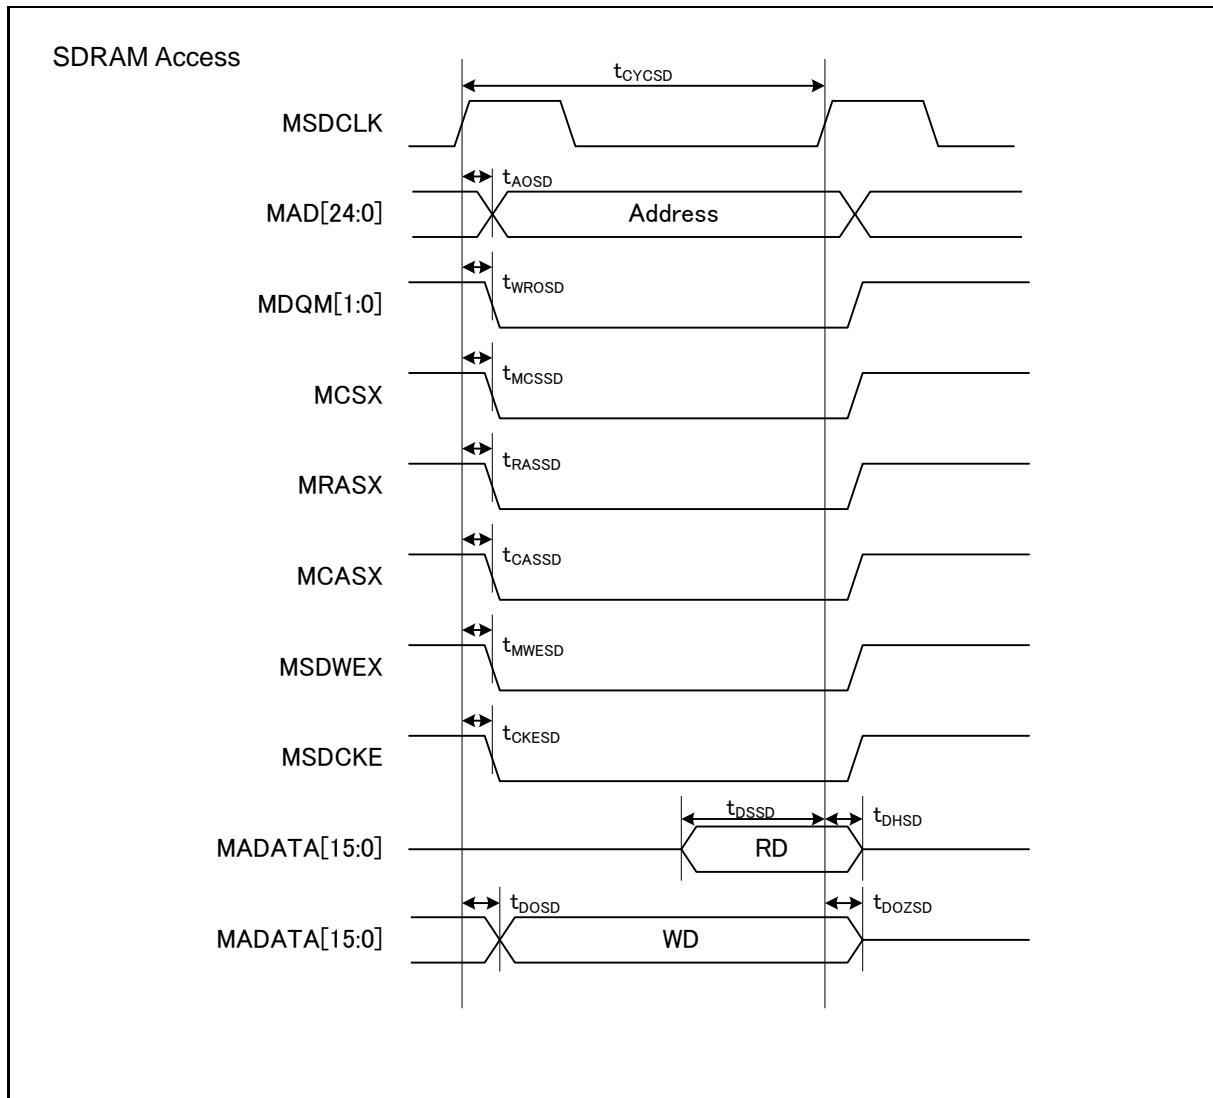 SDRAM Access
tCYCSD
MSDCLK
tAOSD
MAD[24:0]
Address
tWROSD
MDQM[1:0]
tMCSSD
MCSX
tRASSD
MRASX
tCASSD
MCASX
tMWESD
MSDWEX
tCKESD
MSDCKE
tDSSD
tDHSD
MADATA[15:0]
RD
tDOSD
tDOZSD
MADATA[15:0]
WD